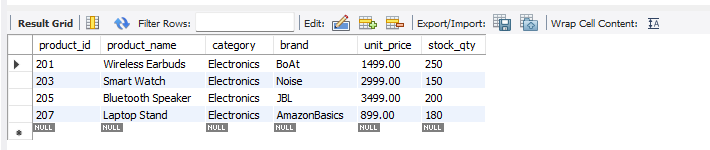 Result Grid Filter Rows: Edit: Export/Import: Wrap Cell Content: IA
product_id product_name category brand unit_price stock_qty
201 Wireless Earbuds Electronics BoAt 1499.00 250
203 Smart Watch Electronics Noise 2999.00 150
205 Bluetooth Speaker Electronics JBL 3499.00 200
207 Laptop Stand Electronics AmazonBasics 899.00 180
NULL NULL NULL NULL NULL NULL